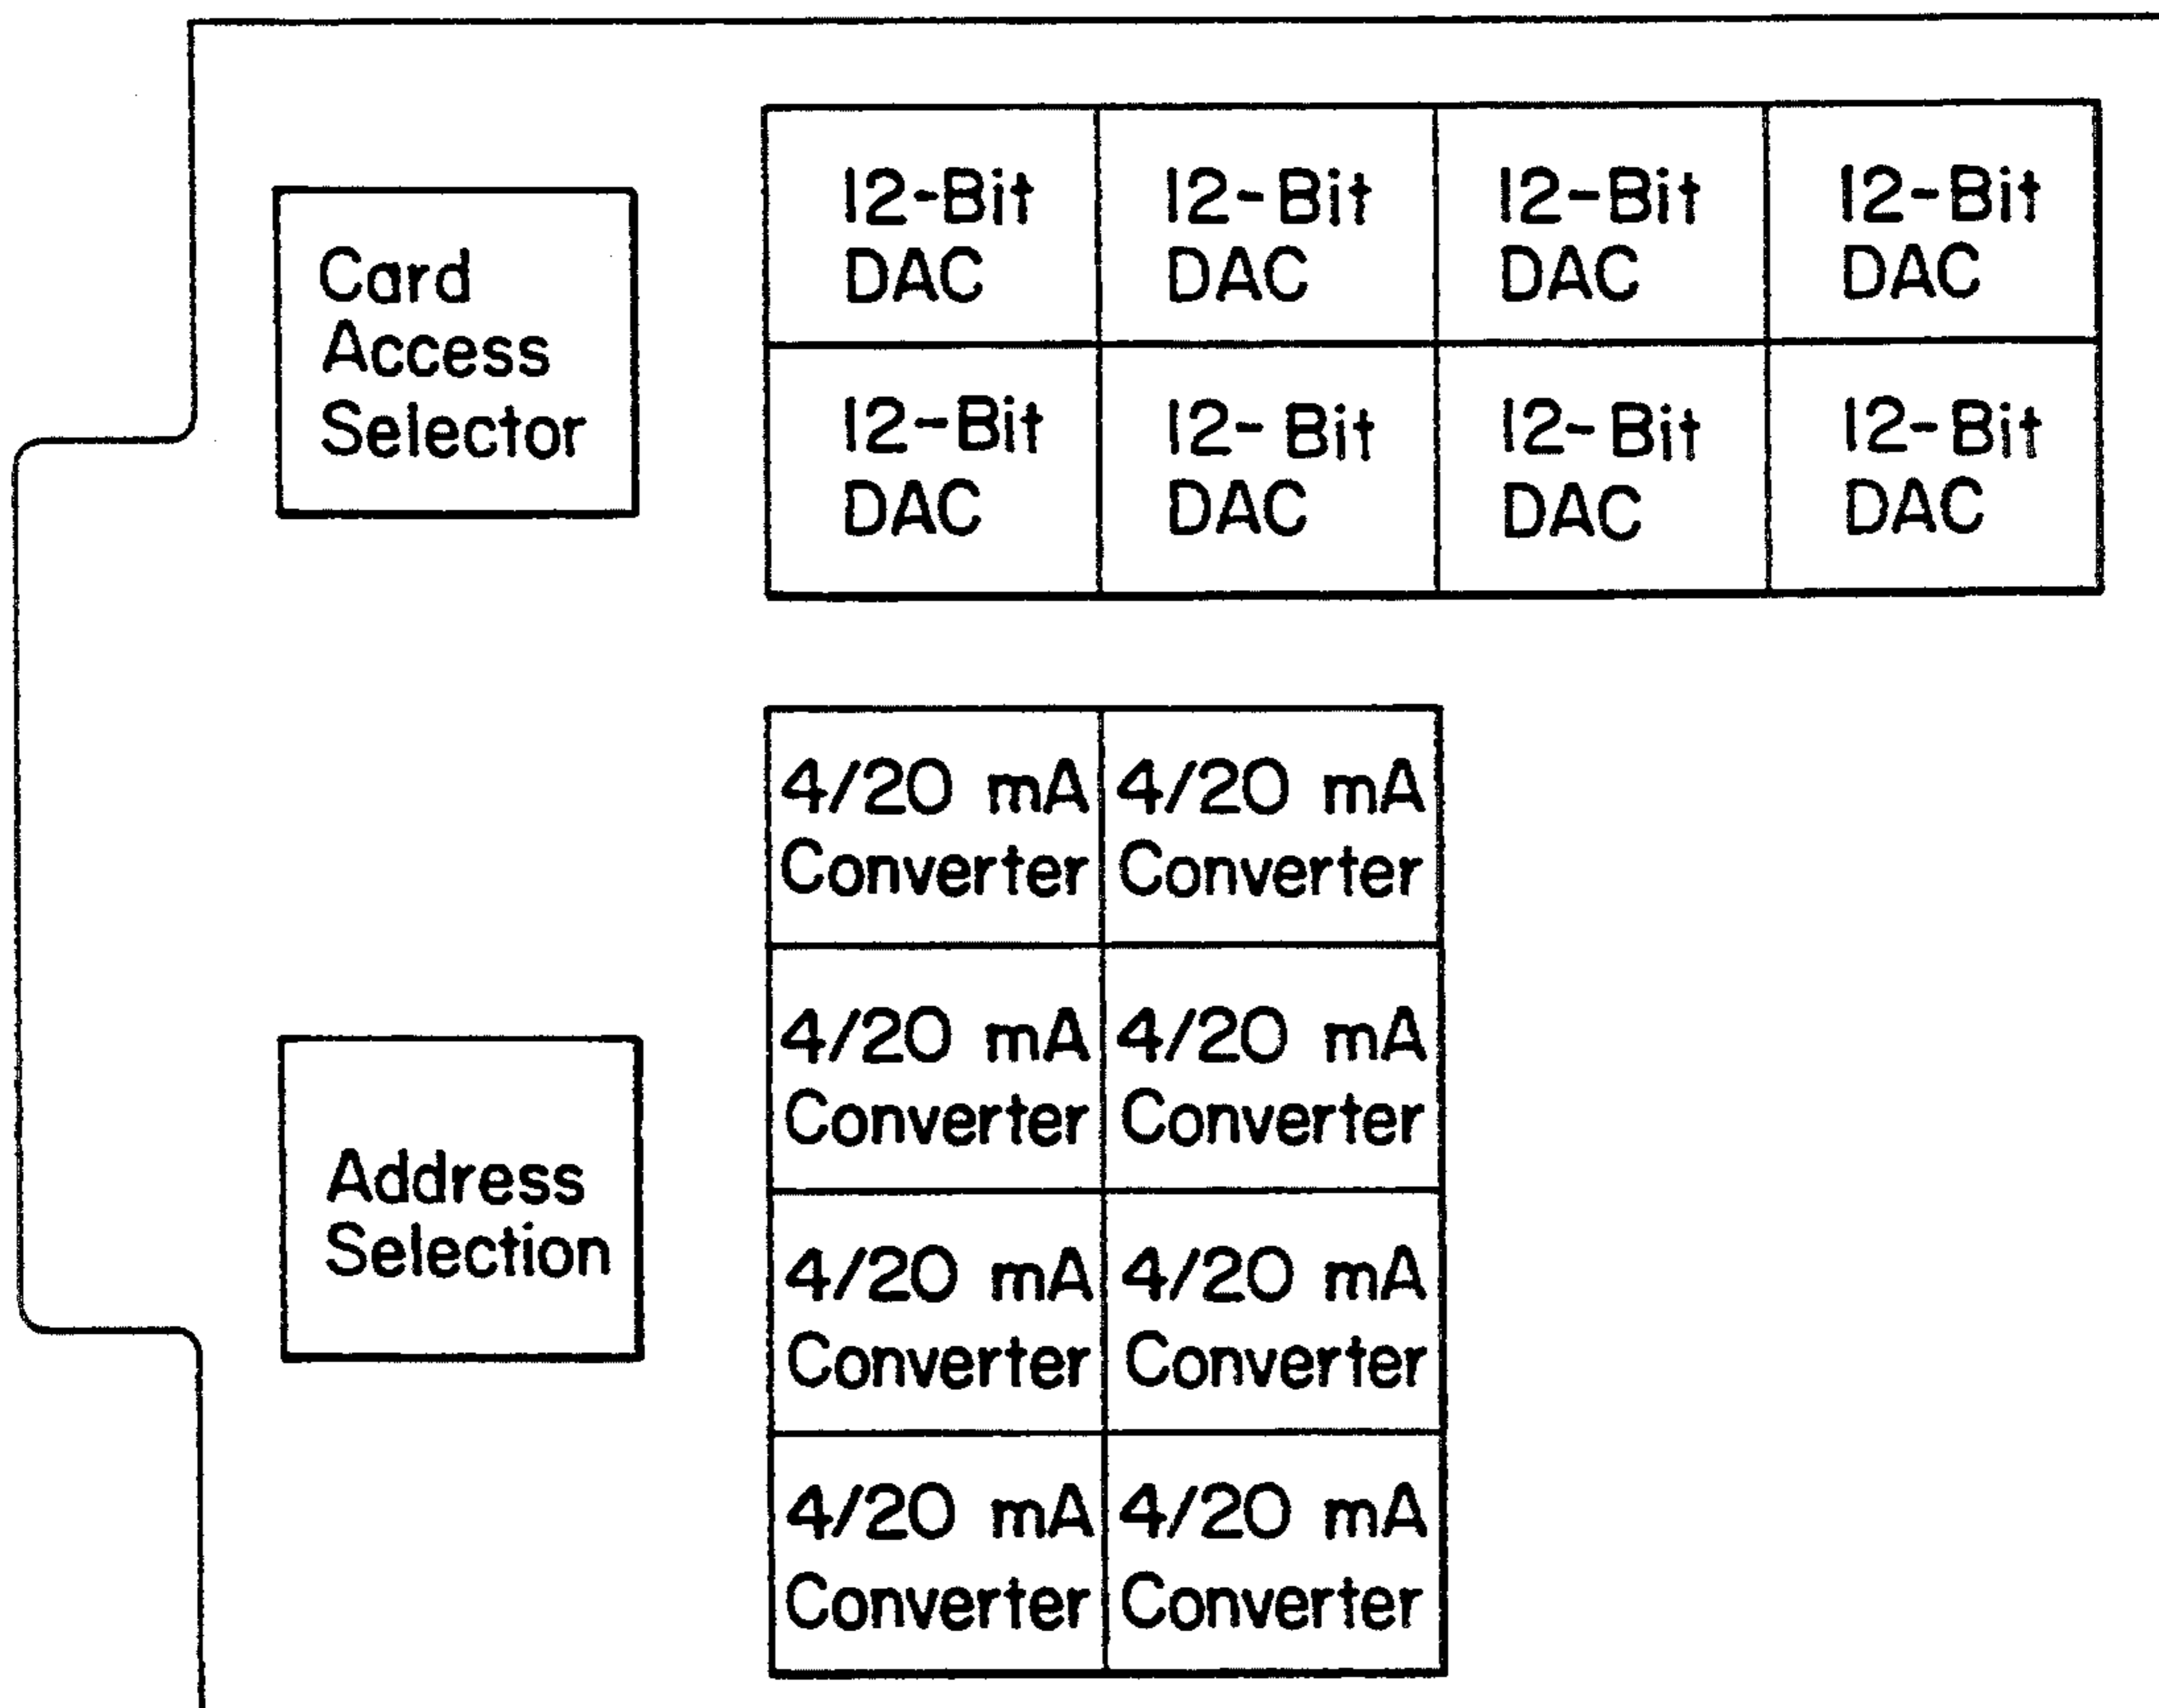 Card
Access
Selector
12-Bit
DAC
12-Bit
DAC
12-Bit
DAC
12-Bit
DAC
12-Bit
DAC
12-Bit
DAC
12-Bit
DAC
12-Bit
DAC
Address
Selection
4/20 mA
Converter
4/20 mA
Converter
4/20 mA
Converter
4/20 mA
Converter
4/20 mA
Converter
4/20 mA
Converter
4/20 mA
Converter
4/20 mA
Converter